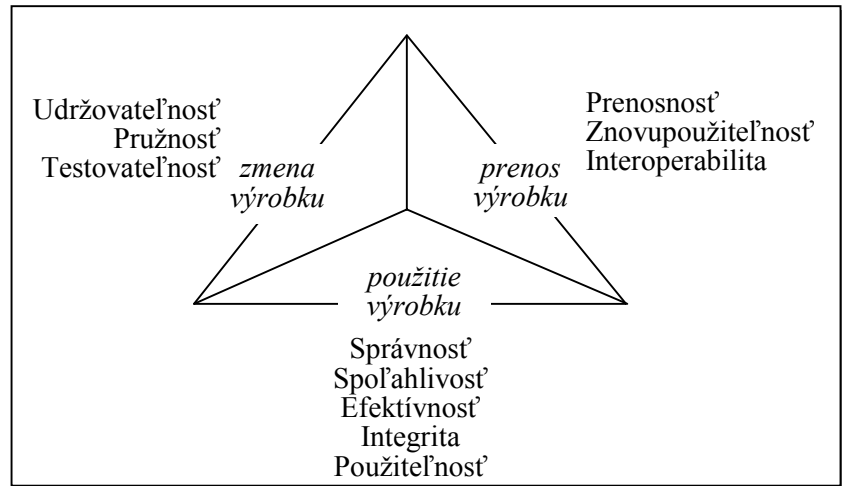 Udržovateľnosť
Pružnosť
Testovateľnosť
zmena
výrobku
Prenosnosť
Znovupoužiteľnosť
Interoperabilita
prenos
výrobku
použitie
výrobku
Správnosť
Spoľahlivosť
Efektívnosť
Integrita
Použiteľnosť